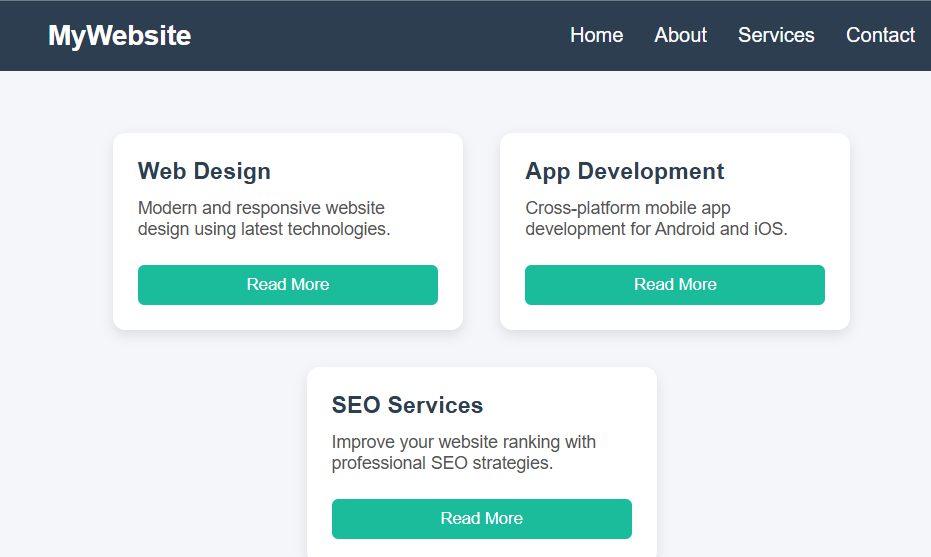 MyWebsite
Home About Services Contact
Web Design
Modern and responsive website
design using latest technologies.
Read More
App Development
Cross-platform mobile app
development for Android and iOS.
Read More
SEO Services
Improve your website ranking with
professional SEO strategies.
Read More